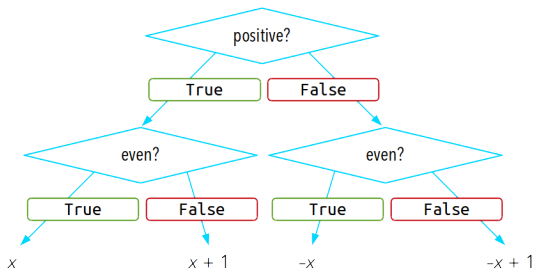 positive?
True False
even? even?
True False True False
x x + 1 –x –x + 1